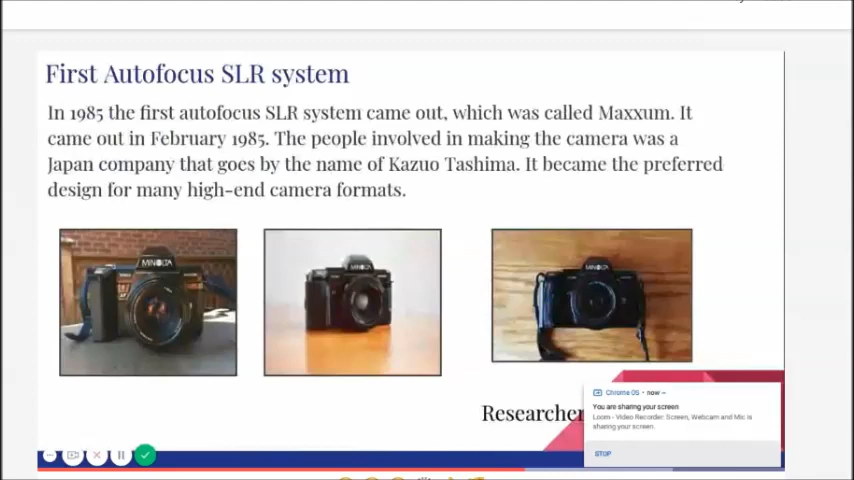 First Autofocus SLR system
In 1985 the first autofocus SLR system came out, which was called Maxxum. It
came out in February 1985. The people involved in making the camera was a
Japan company that goes by the name of Kazuo Tashima. It became the preferred
design for many high-end camera formats.
MINOLTA
MINOLTA
MINOLTA
Researcher
Chrome OS • now
You are sharing your screen
Loom - Video Recorder: Screen, Webcam and Mic is
sharing your screen.
STOP